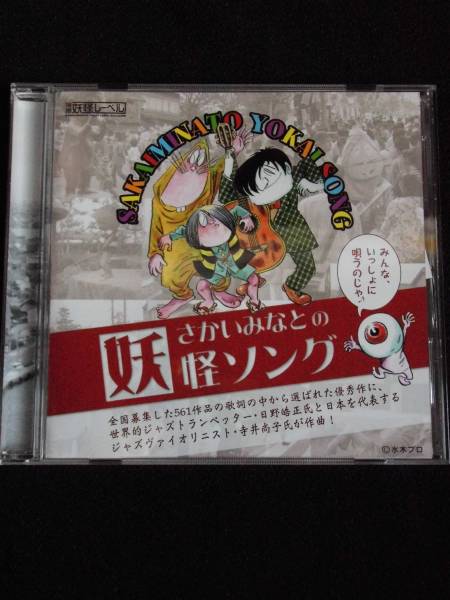 妖怪レーベル
SAKAIMINATO YOKAI SONG
みんな、
いっしょに
唄うのじゃ!
さかいみなとの
妖怪ソング
全国募集した561作品の歌詞の中から選ばれた優秀作に、
世界的ジャズトランペッター・日野皓正氏と日本を代表する
ジャズヴァイオリニスト・寺井尚子氏が作曲!
©水木プロ